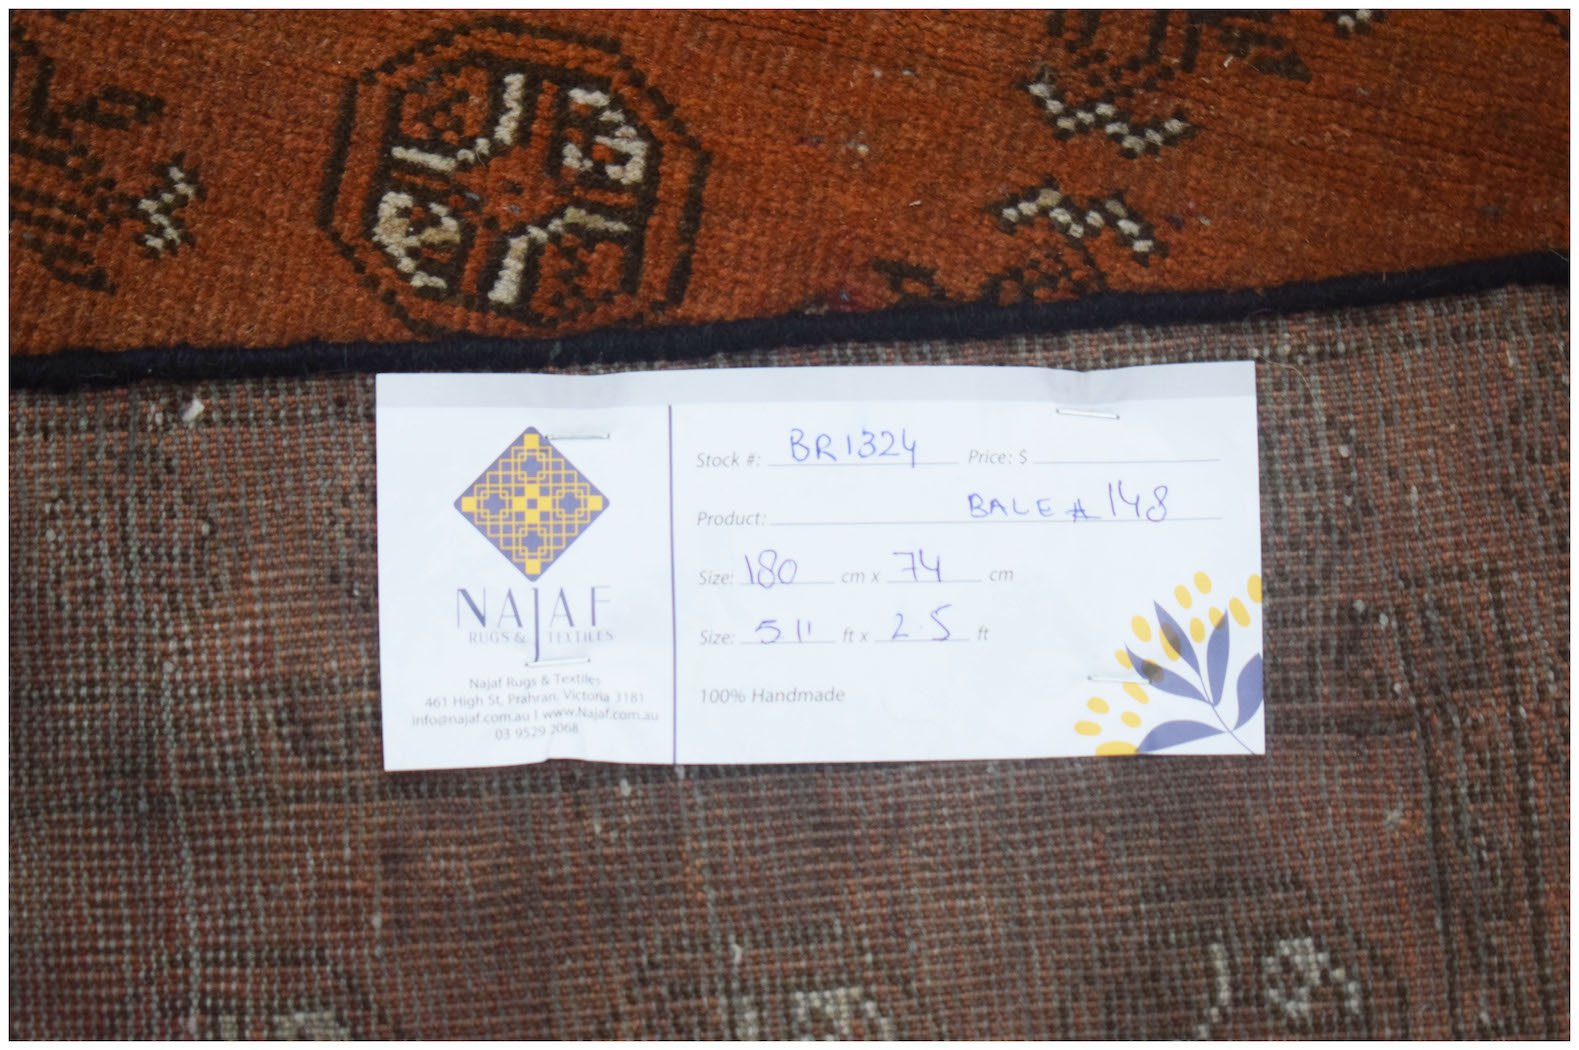 NAJAF
RUGS & TEXTILES
Najaf Rugs & Textiles
461 High St, Prahran, Victoria 3181
info@najaf.com.au | www.Najaf.com.au
03 9529 2068
Stock #: BR1324 Price: $
Product: BALE # 148
Size: 180 cm x 74 cm
Size: 5 11 ft x 2.5 ft
100% Handmade